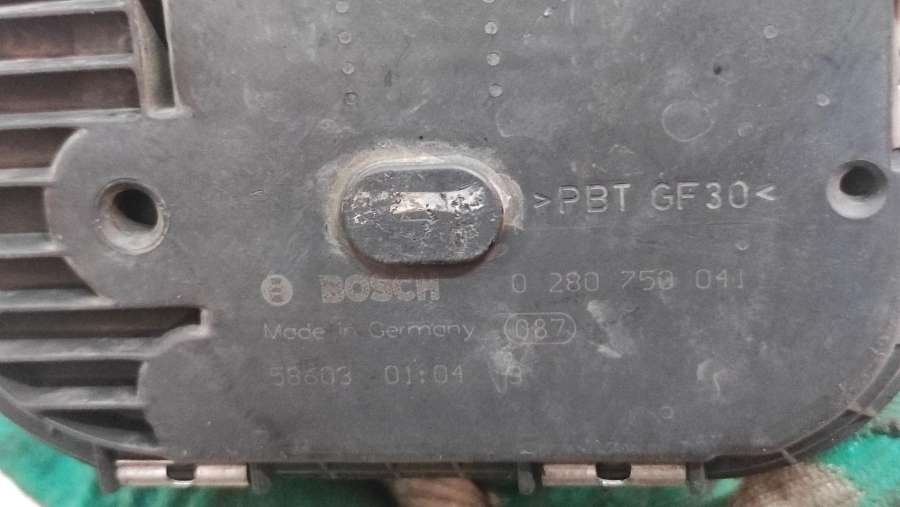 >PBT GF30<
BOSCH 0 280 750 041
Made in Germany 087
58603 01:04